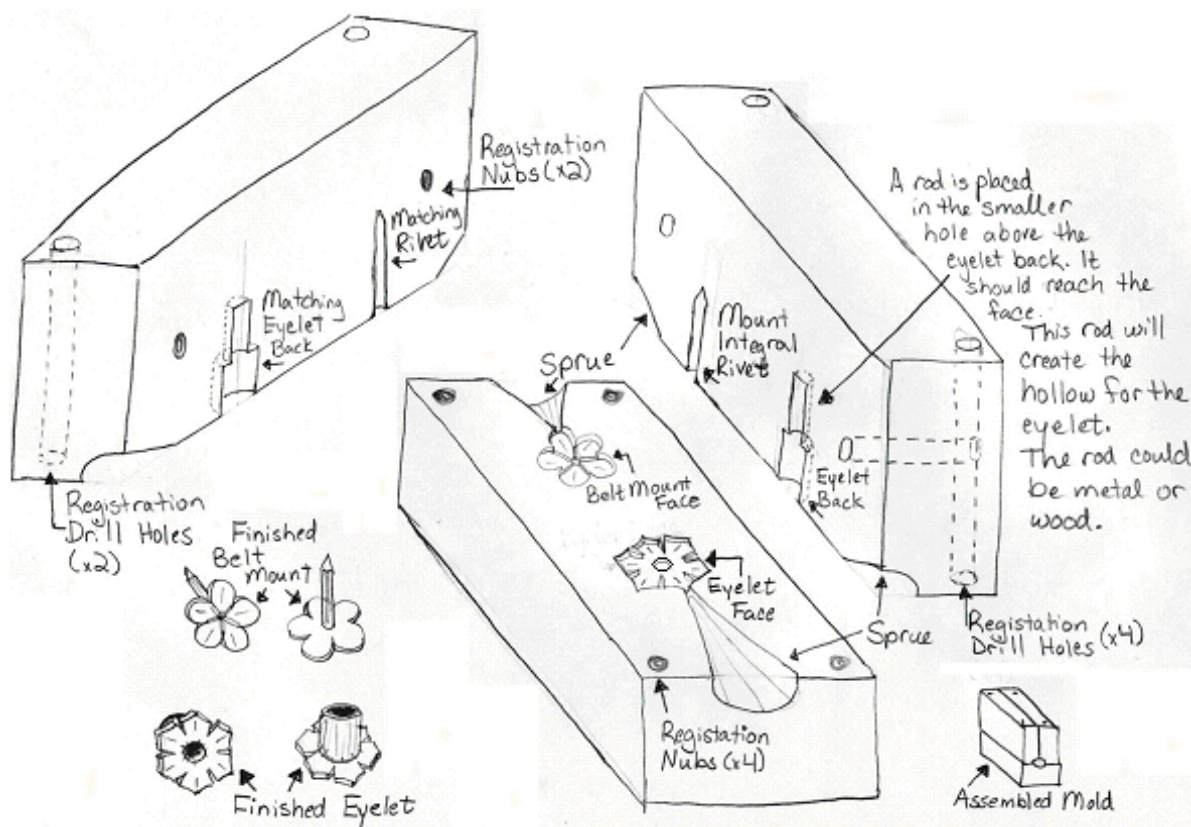 Registration
Nubs (x2)
Matching
Rivet
Matching
Eyelet
Back
Registration
Drill Holes
(x2)
A rod is placed
in the smaller
hole above the
eyelet back. It
should reach the
face.
This rod will
create the
hollow for the
eyelet.
The rod could
be metal or
wood.
Sprue
Mount
Integral
Rivet
Eyelet
Back
Belt Mount
Face
Eyelet
Face
Sprue
Registation
Drill Holes (x4)
Registation
Nubs (x4)
Finished
Belt
Mount
Finished Eyelet
Assembled Mold